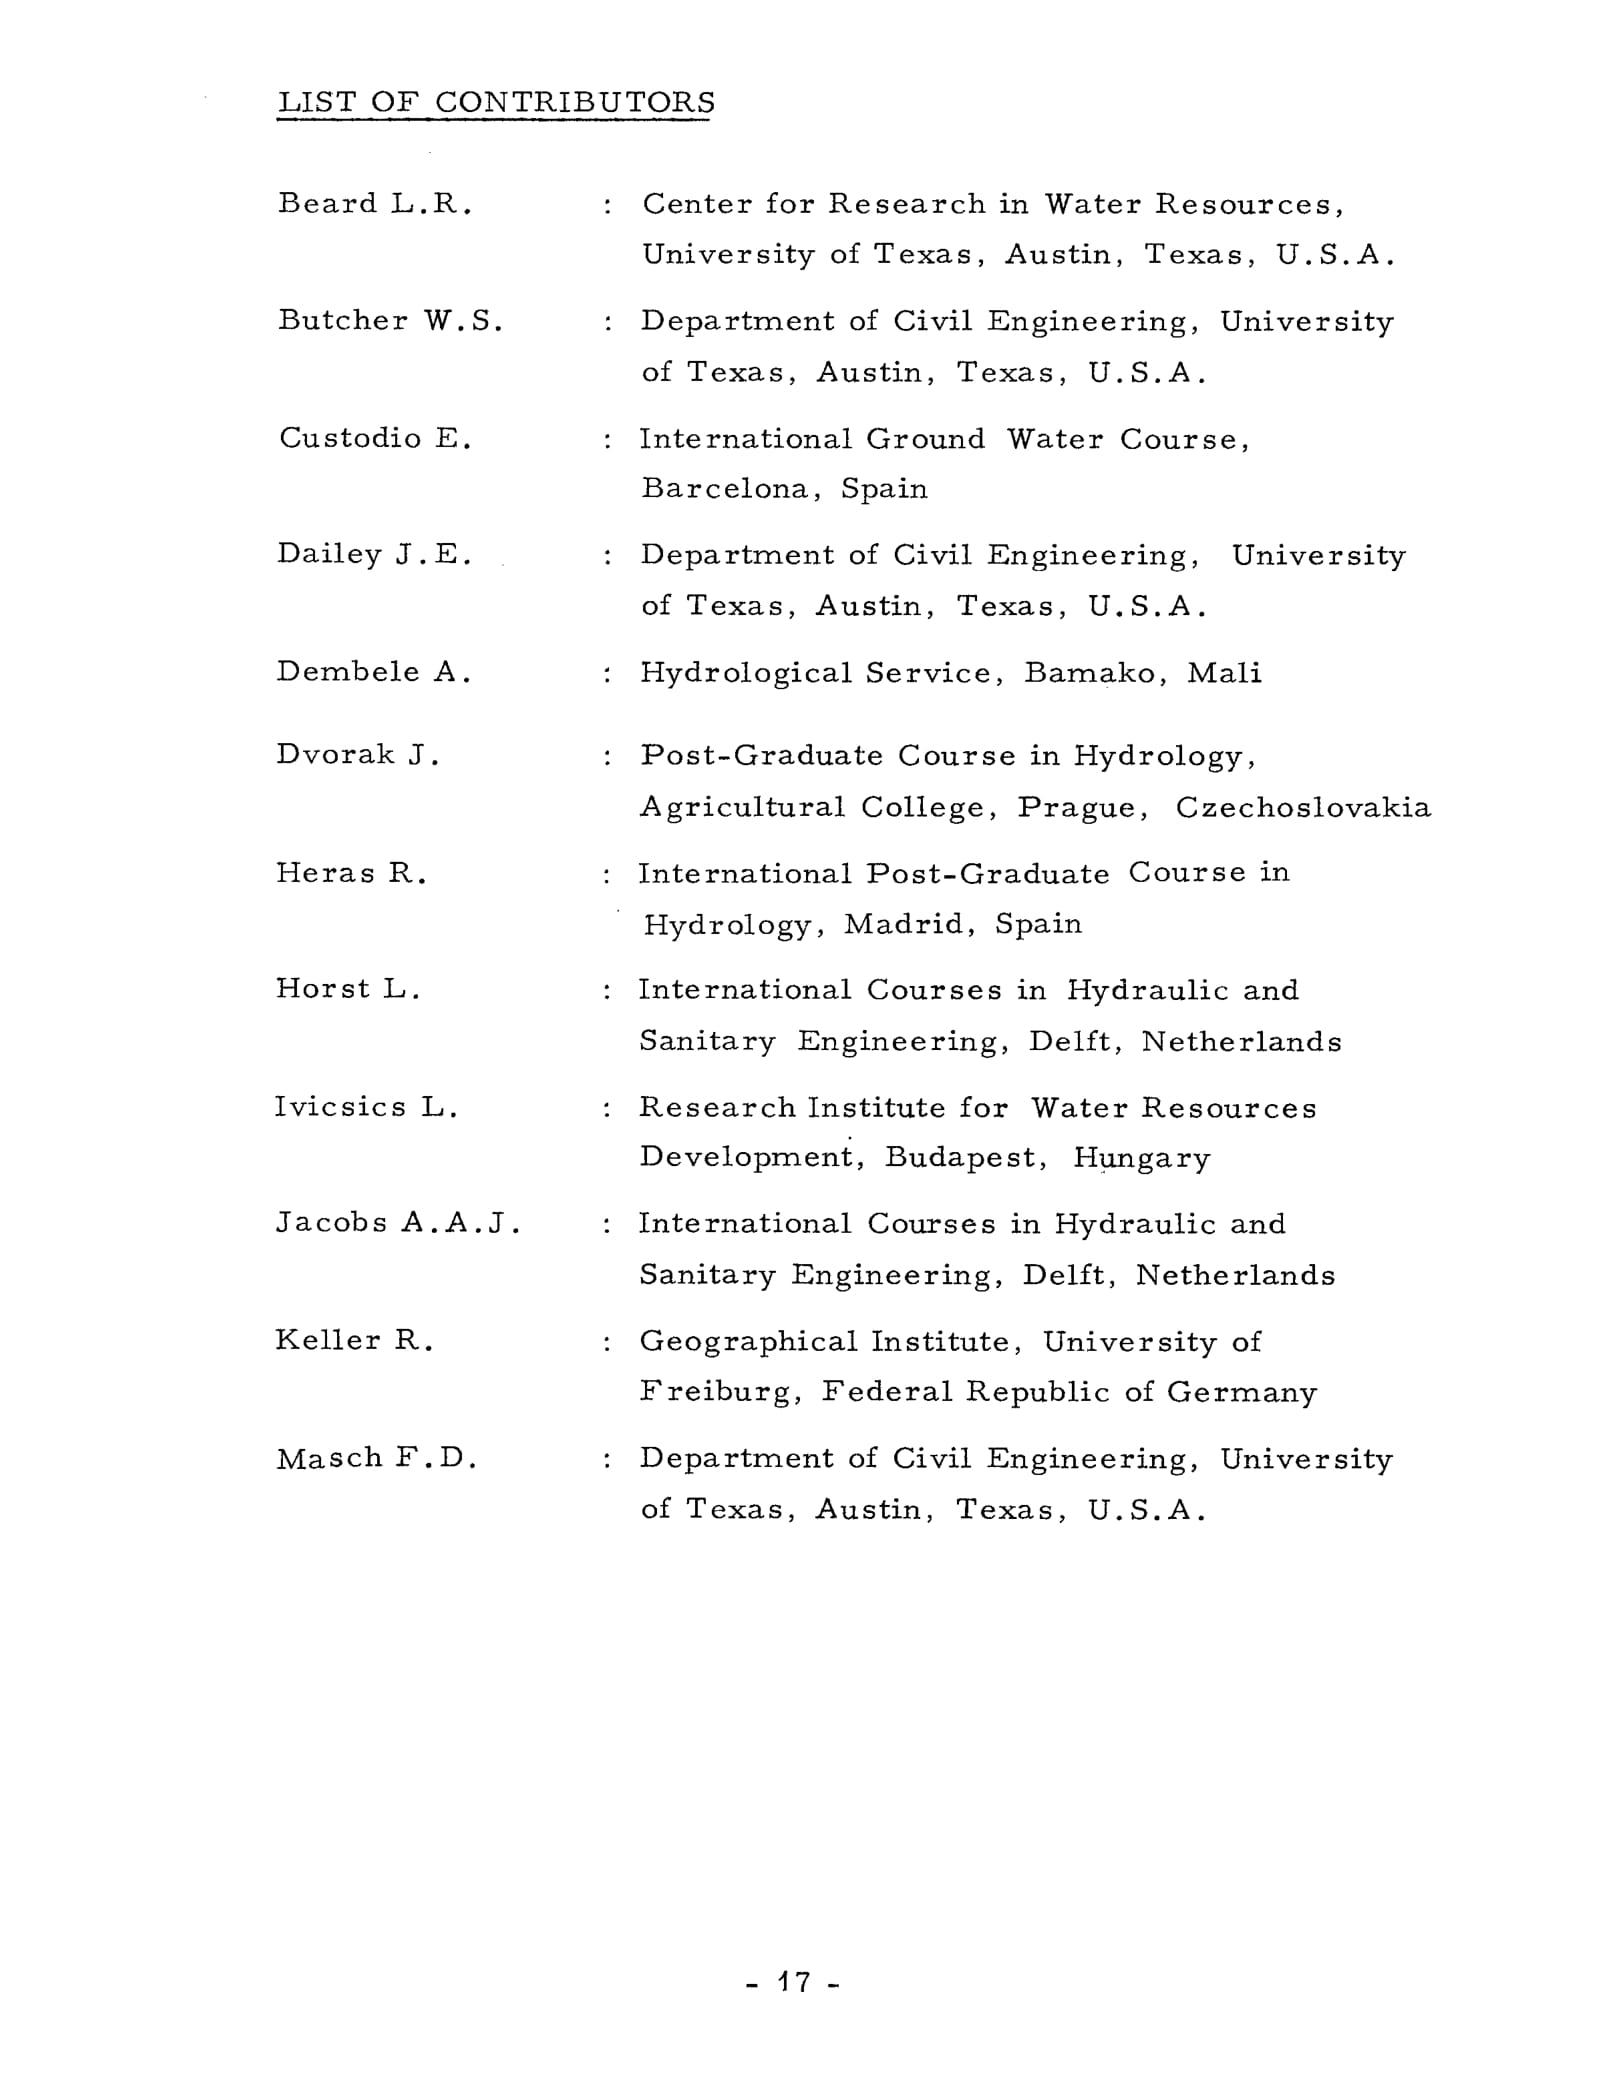 LIST OF CONTRIBUTORS
Beard L.R. : Center for Research in Water Resources,
University of Texas, Austin, Texas, U.S.A.
Butcher W.S. : Department of Civil Engineering, University
of Texas, Austin, Texas, U.S.A.
Custodio E. : International Ground Water Course,
Barcelona, Spain
Dailey J.E. : Department of Civil Engineering, University
of Texas, Austin, Texas, U.S.A.
Dembele A. : Hydrological Service, Bamako, Mali
Dvorak J. : Post-Graduate Course in Hydrology,
Agricultural College, Prague, Czechoslovakia
Heras R. : International Post-Graduate Course in
Hydrology, Madrid, Spain
Horst L. : International Courses in Hydraulic and
Sanitary Engineering, Delft, Netherlands
Ivicsics L. : Research Institute for Water Resources
Development, Budapest, Hungary
Jacobs A.A.J. : International Courses in Hydraulic and
Sanitary Engineering, Delft, Netherlands
Keller R. : Geographical Institute, University of
Freiburg, Federal Republic of Germany
Masch F.D. : Department of Civil Engineering, University
of Texas, Austin, Texas, U.S.A.
- 17 -